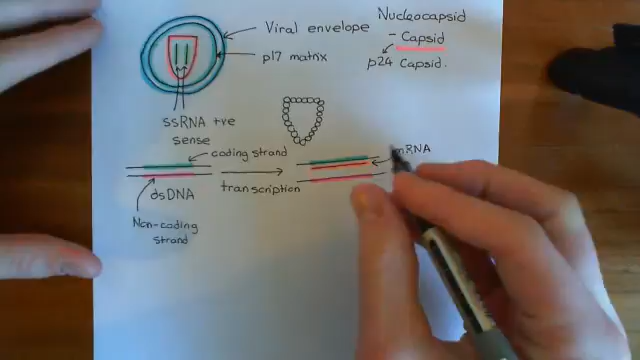 Viral envelope
p17 matrix
Nucleocapsid
- Capsid
p24 Capsid.
ssRNA +ve
sense
coding strand
dsDNA
Non-coding
strand
transcription
mRNA